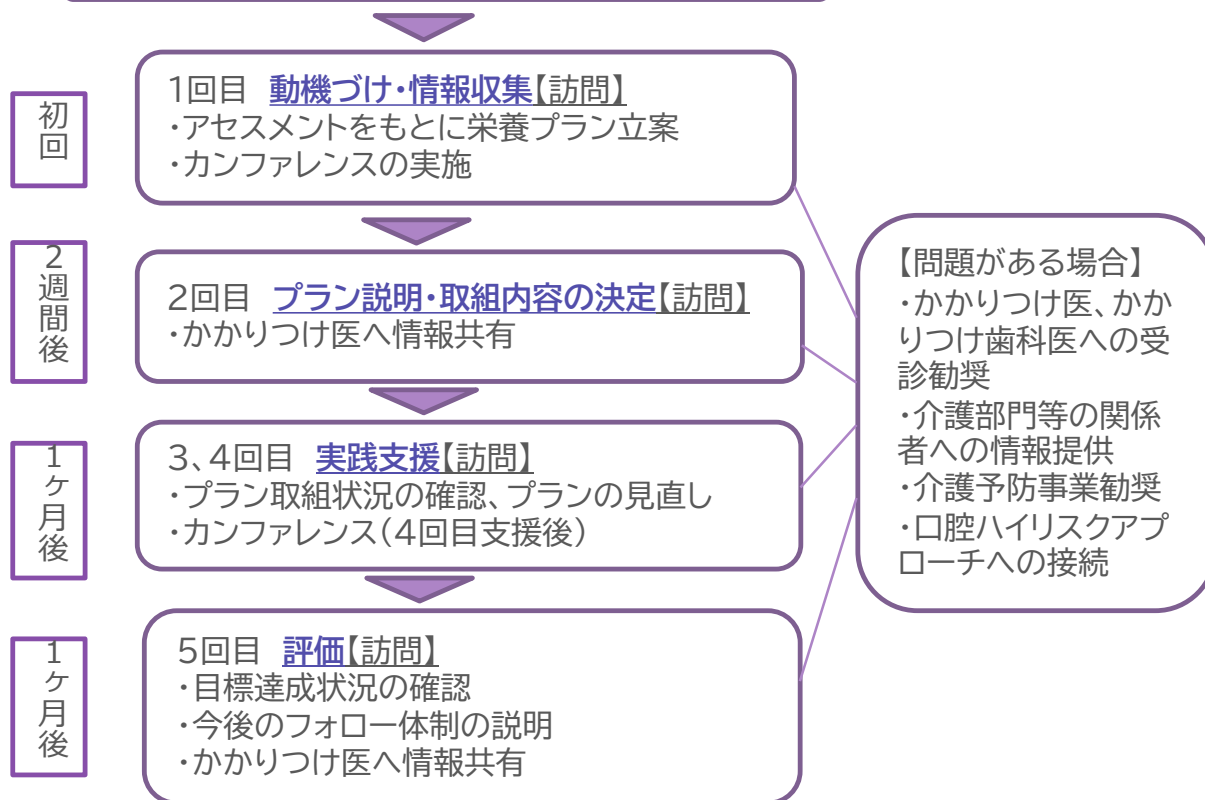 初回
1回目 動機づけ・情報収集【訪問】
・アセスメントをもとに栄養プラン立案
・カンファレンスの実施
2週間後
2回目 プラン説明・取組内容の決定【訪問】
・かかりつけ医へ情報共有
1ヶ月後
3、4回目 実践支援【訪問】
・プラン取組状況の確認、プランの見直し
・カンファレンス(4回目支援後)
1ヶ月後
5回目 評価【訪問】
・目標達成状況の確認
・今後のフォロー体制の説明
・かかりつけ医へ情報共有
【問題がある場合】
・かかりつけ医、かか
りつけ歯科医への受
診勧奨
・介護部門等の関係
者への情報提供
・介護予防事業勧奨
・口腔ハイリスクアプ
ローチへの接続